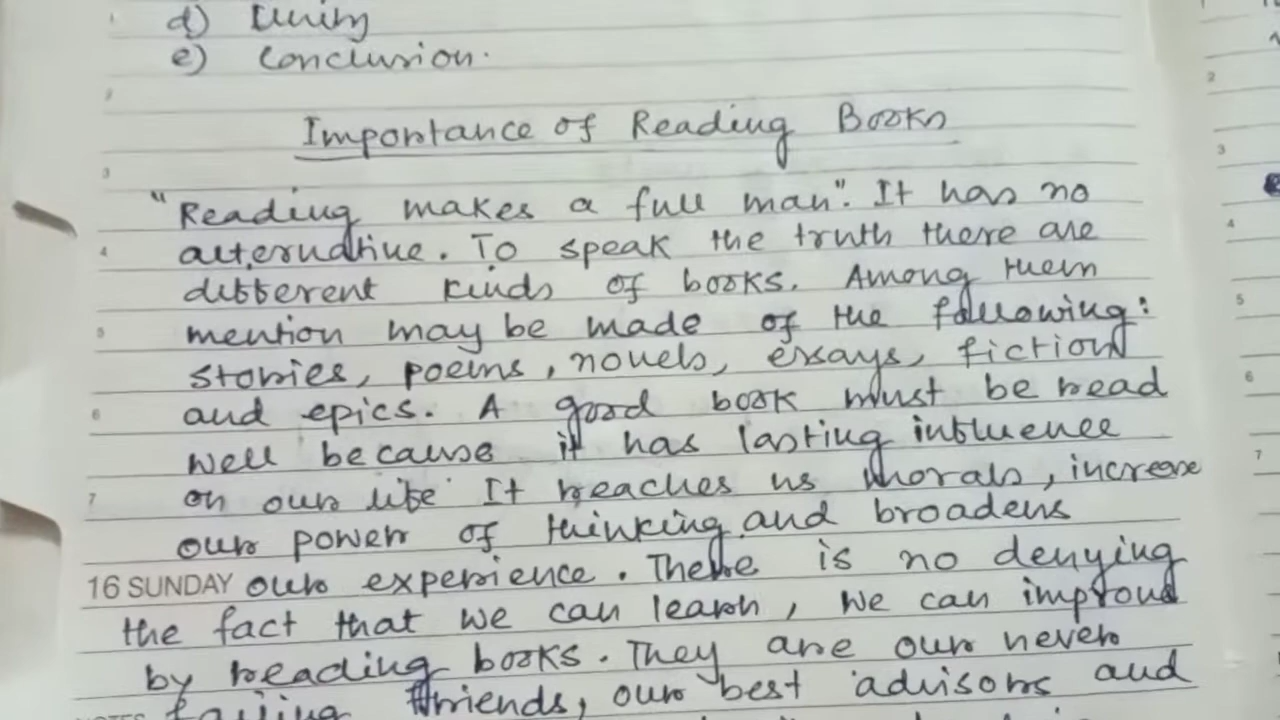 d) Unity
e) Conclusion.
Importance of Reading Books
"Reading makes a full man". It has no
alternative. To speak the truth there are
different kinds of books. Among them
mention may be made of the following:
stories, poems, novels, essays, fiction
and epics. A good book must be read
well because it has lasting influence
on our life. It teaches us morals, increase
our power of thinking and broadens
16 SUNDAY our experience. There is no denying
the fact that we can learn, we can improve
by reading books. They are our never
failing friends, our best advisors and